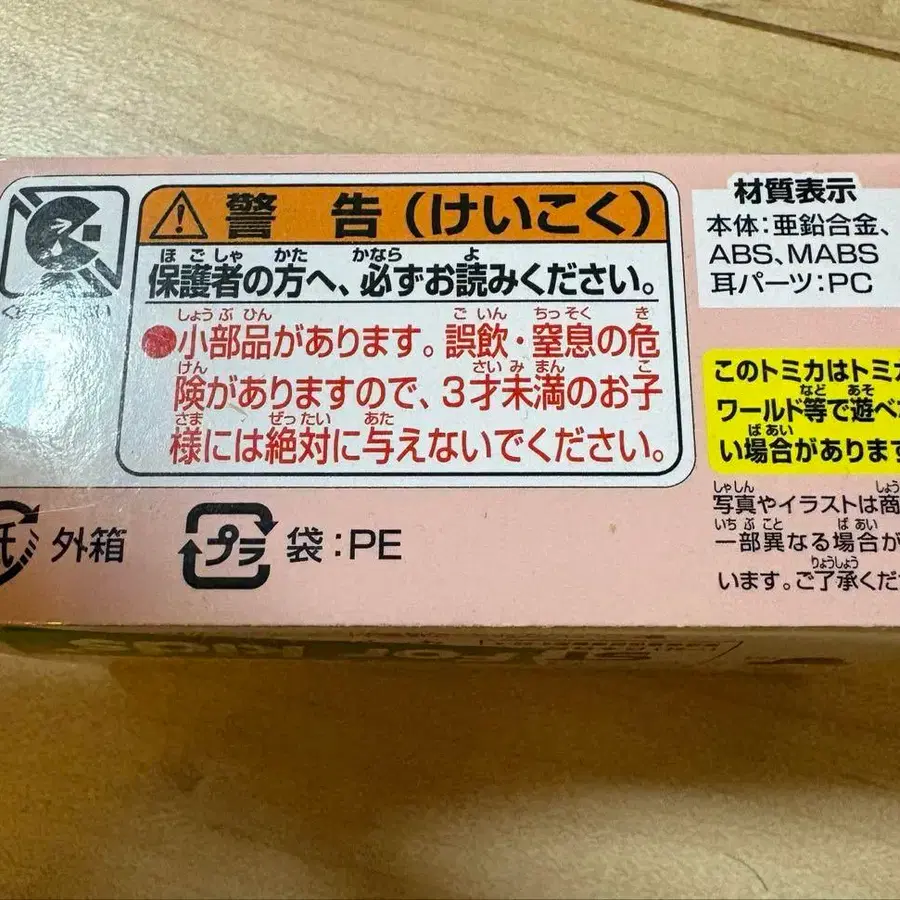 警 告 (けいこく)
ほごしゃ かた かなら よ
保護者の方へ、必ずお読みください。
しょうぶひん ごいん ちっそく き
●小部品があります。誤飲・窒息の危
けん さいみまん こ
険がありますので、3才未満のお子
さま ぜったい あた
様には絶対に与えないでください。
外箱
プラ 袋:PE
材質表示
本体:亜鉛合金、
ABS、MABS
耳パーツ:PC
このトミカはトミカ
など あそ
ワールド等で遊べ
ばあい
い場合があります
しゃしん しょう
写真やイラストは商
いちぶこと ばあい
一部異なる場合が
りょうしょう
います。ご了承くだ